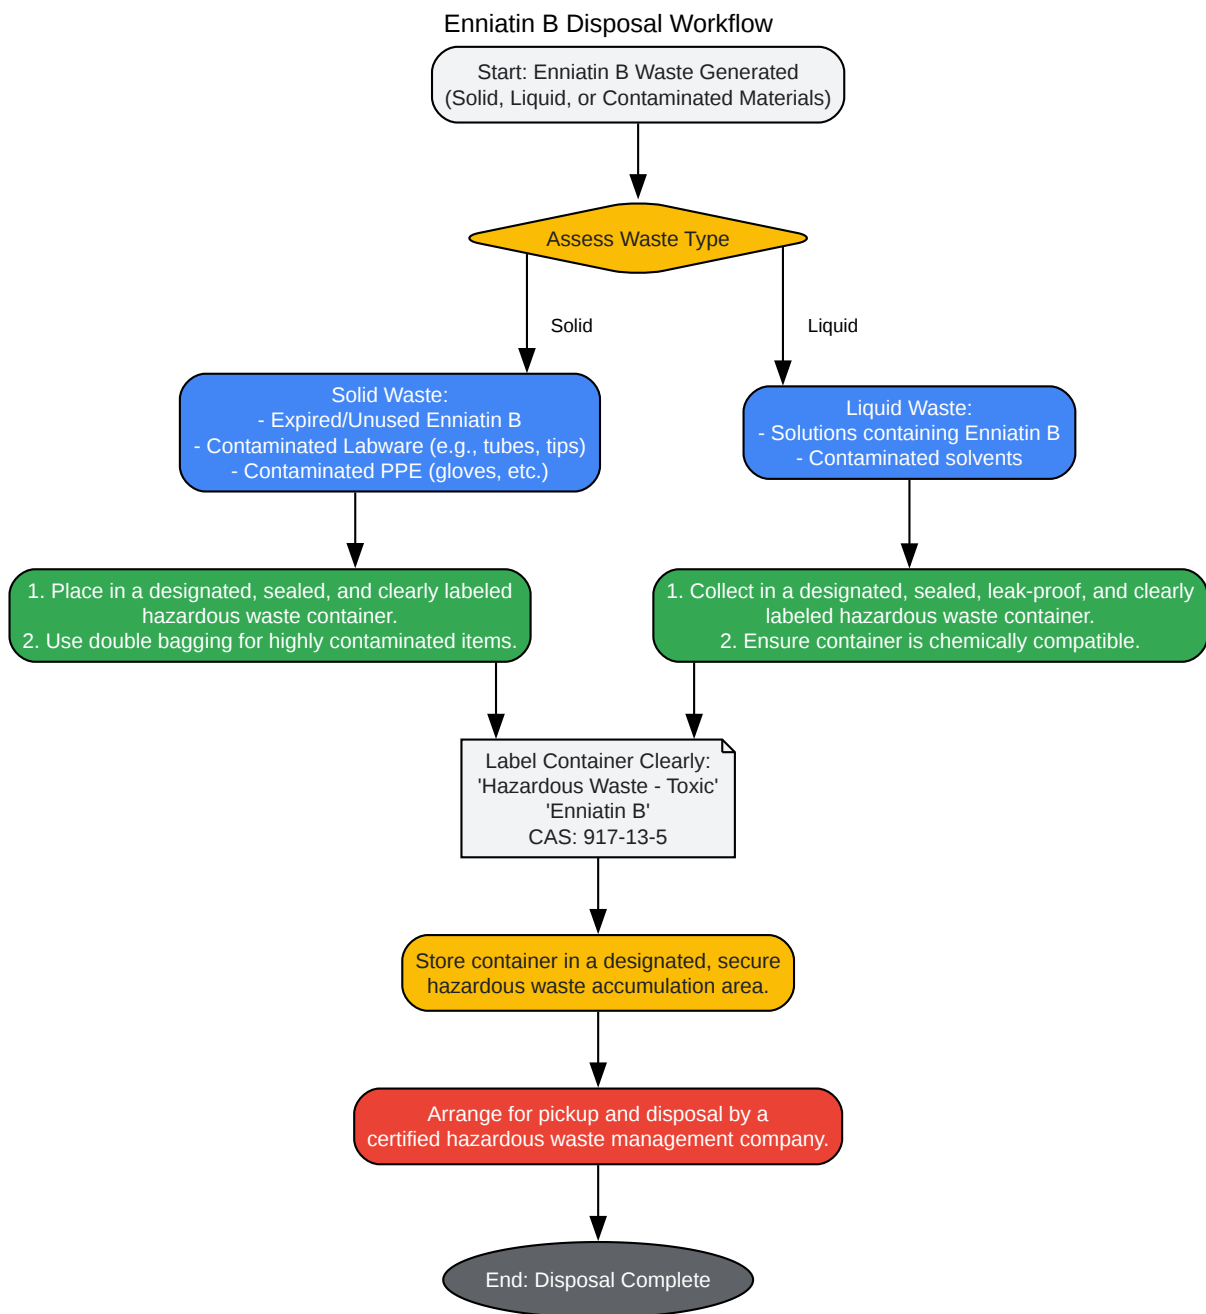 Enniatin B Disposal Workflow
Start: Enniatin B Waste Generated
(Solid, Liquid, or Contaminated Materials)
Assess Waste Type
Solid
Liquid
Solid Waste:
- Expired/Unused Enniatin B
- Contaminated Labware (e.g., tubes, tips)
- Contaminated PPE (gloves, etc.)
Liquid Waste:
- Solutions containing Enniatin B
- Contaminated solvents
1. Place in a designated, sealed, and clearly labeled
hazardous waste container.
2. Use double bagging for highly contaminated items.
1. Collect in a designated, sealed, leak-proof, and clearly
labeled hazardous waste container.
2. Ensure container is chemically compatible.
Label Container Clearly:
'Hazardous Waste - Toxic'
'Enniatin B'
CAS: 917-13-5
Store container in a designated, secure
hazardous waste accumulation area.
Arrange for pickup and disposal by a
certified hazardous waste management company.
End: Disposal Complete